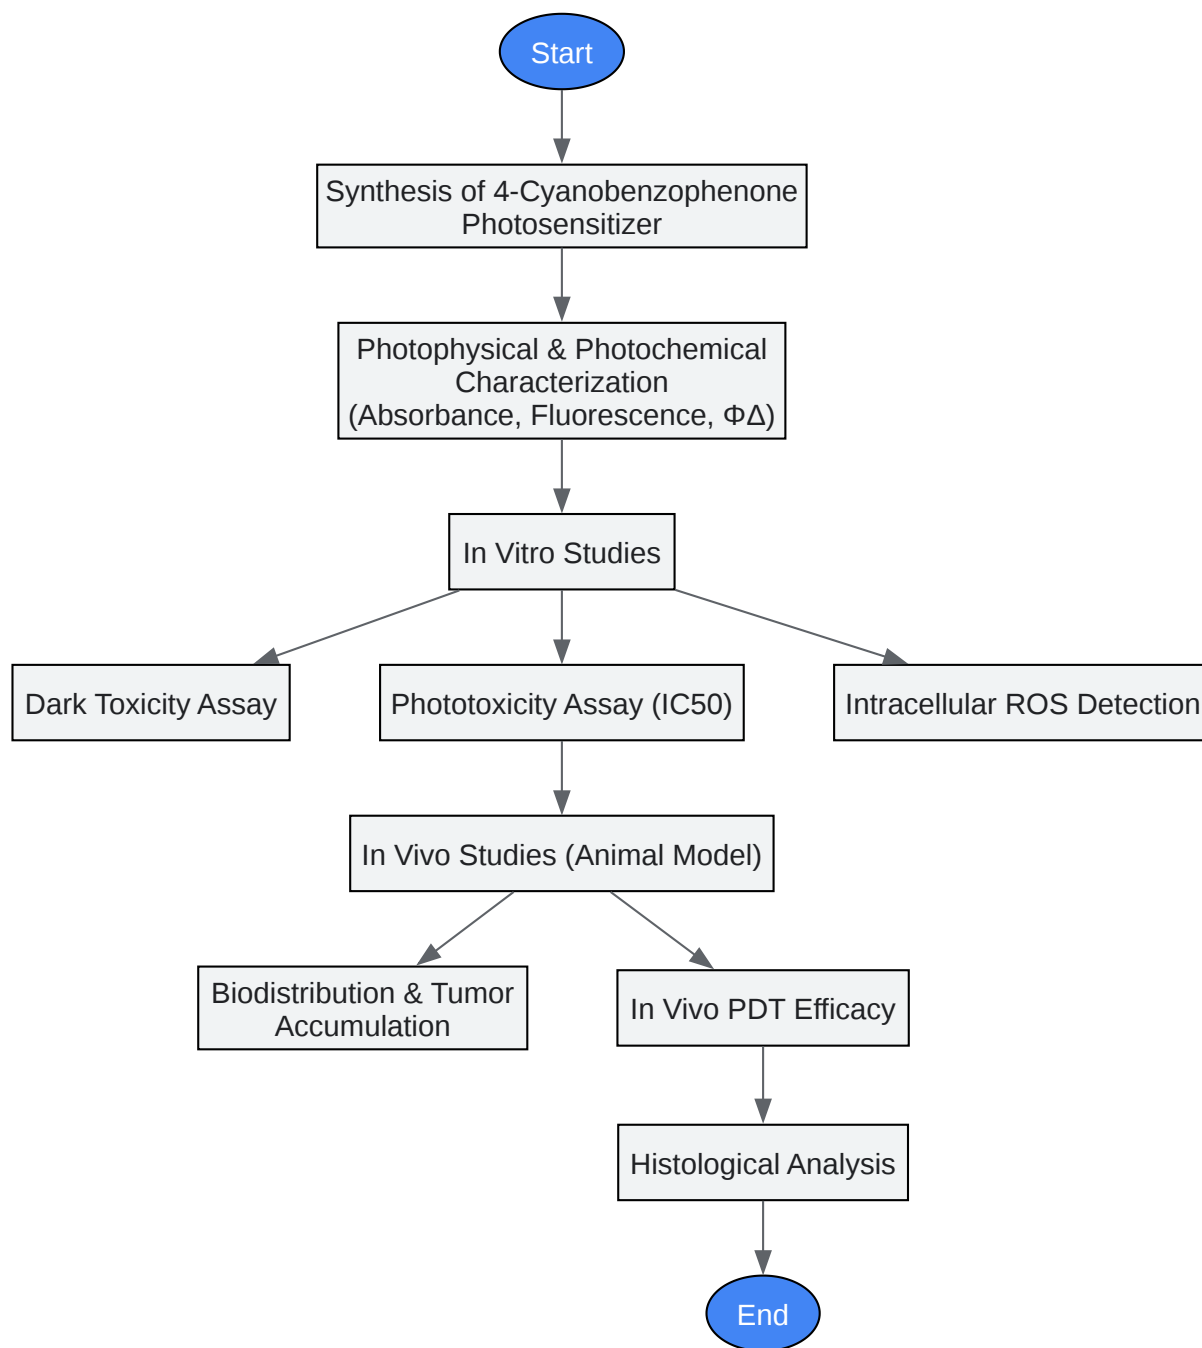 Start
Synthesis of 4-Cyanobenzophenone
Photosensitizer
Photophysical & Photochemical
Characterization
(Absorbance, Fluorescence, ΦΔ)
In Vitro Studies
Dark Toxicity Assay
Phototoxicity Assay (IC50)
Intracellular ROS Detection
In Vivo Studies (Animal Model)
Biodistribution & Tumor
Accumulation
In Vivo PDT Efficacy
Histological Analysis
End